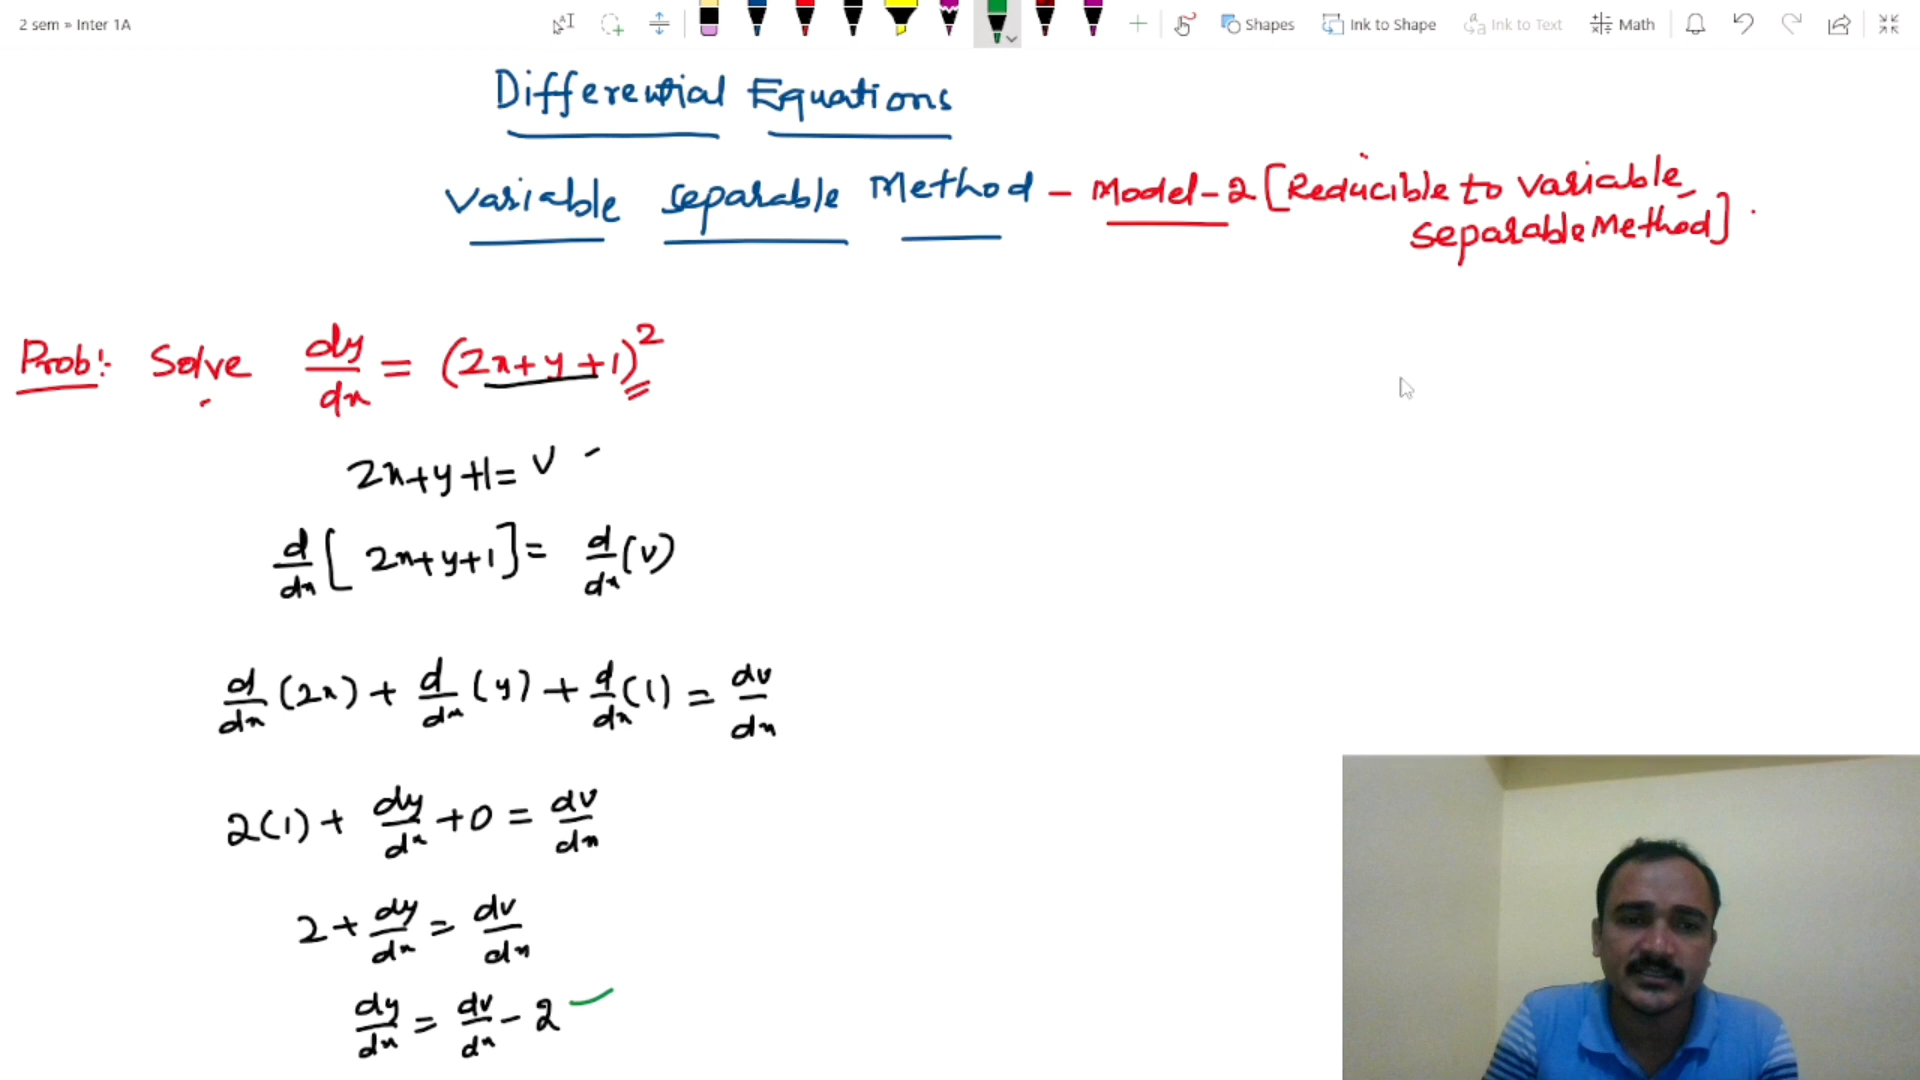 2 sem » Inter 1A
Shapes Ink to Shape Ink to Text Math
Differential Equations
Variable separable Method - Model-2 [Reducible to variable
separable Method].
Prob!: Solve dy/dx = (2x+y+1)²
2x+y+1 = v
d/dx [2x+y+1] = d/dx (v)
d/dx (2x) + d/dx (y) + d/dx (1) = dv/dx
2(1) + dy/dx + 0 = dv/dx
2 + dy/dx = dv/dx
dy/dx = dv/dx - 2